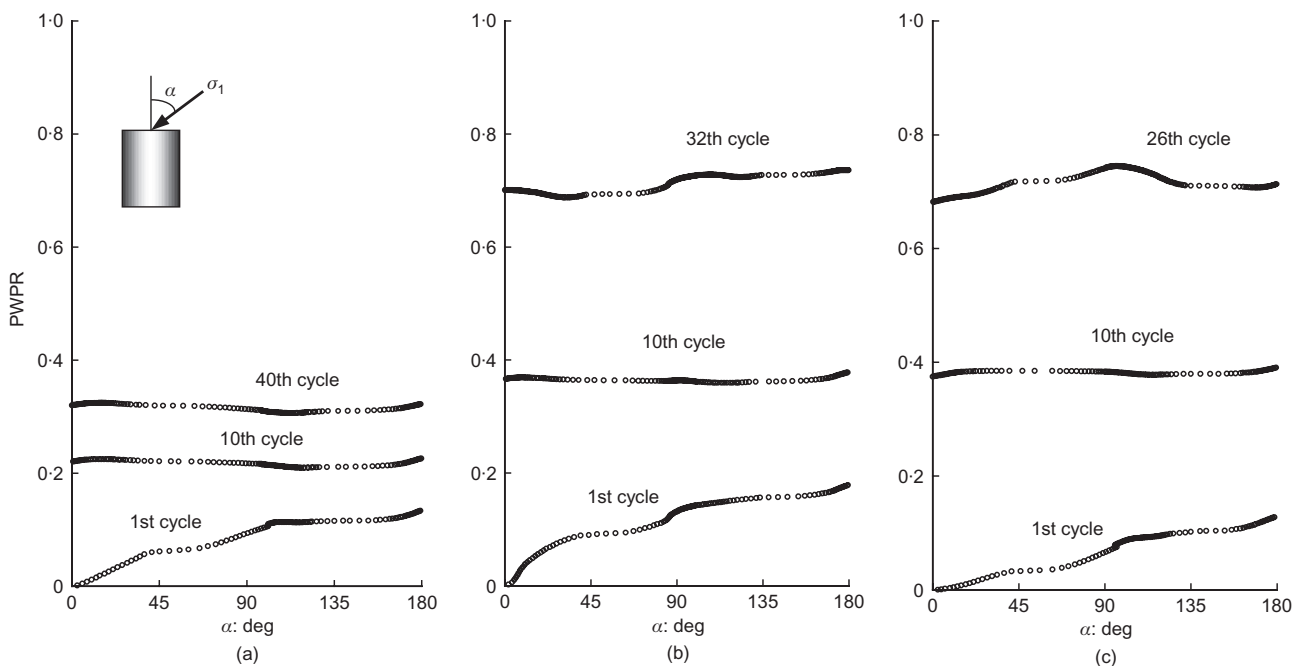 PWPR
1·0
0·8
0·6
0·4
0·2
0
α
σ1
40th cycle
10th cycle
1st cycle
0 45 90 135 180
α: deg
(a)
1·0
0·8
0·6
0·4
0·2
0
32th cycle
10th cycle
1st cycle
0 45 90 135 180
α: deg
(b)
1·0
0·8
0·6
0·4
0·2
0
26th cycle
10th cycle
1st cycle
0 45 90 135 180
α: deg
(c)